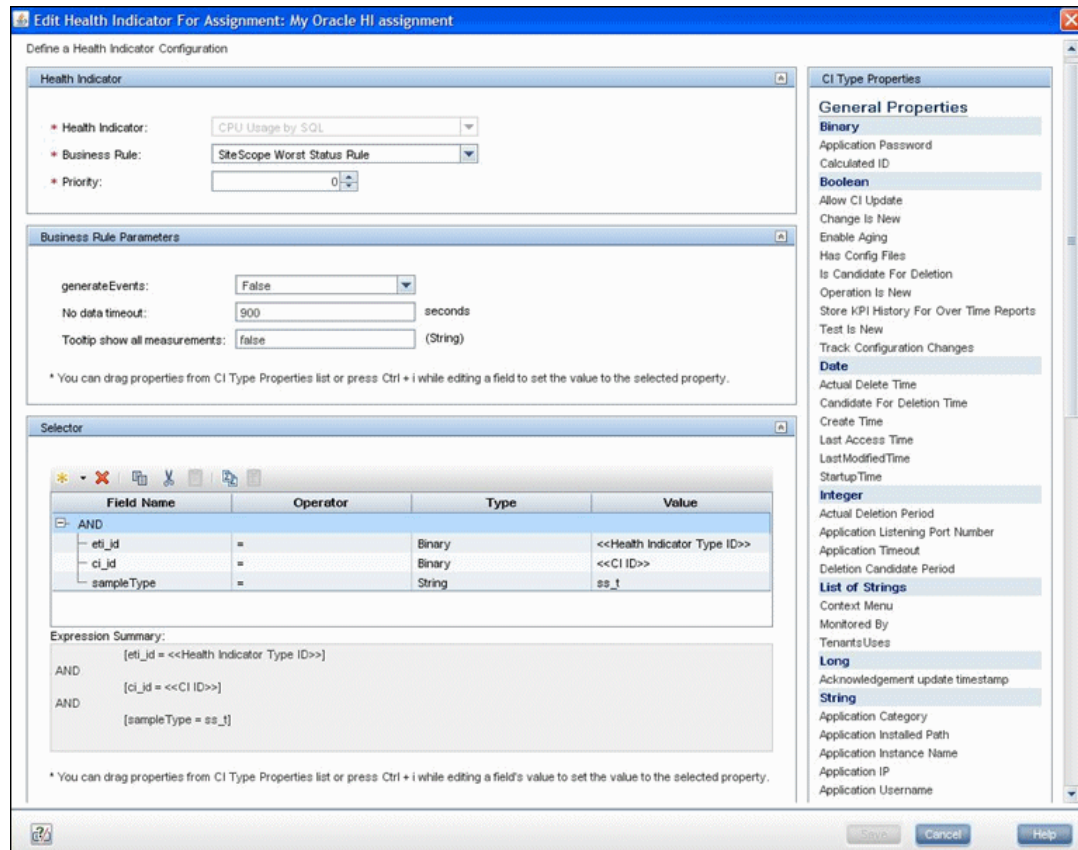 Edit Health Indicator For Assignment: My Oracle HI assignment
Define a Health Indicator Configuration
Health Indicator
* Health Indicator: CPU Usage by SQL
* Business Rule: SiteScope Worst Status Rule
* Priority: 0
Business Rule Parameters
generateEvents: False
No data timeout: 900 seconds
Tooltip show all measurements: false (String)
* You can drag properties from CI Type Properties list or press Ctrl + i while editing a field to set the value to the selected property.
Selector
Field Name Operator Type Value
AND
eti_id = Binary <<Health Indicator Type ID>>
ci_id = Binary <<CI ID>>
sampleType = String ss_t
Expression Summary:
[eti_id = <<Health Indicator Type ID>>]
AND
[ci_id = <<CI ID>>]
AND
[sampleType = ss_t]
* You can drag properties from CI Type Properties list or press Ctrl + i while editing a field's value to set the value to the selected property.
CI Type Properties
General Properties
Binary
Application Password
Calculated ID
Boolean
Allow CI Update
Change Is New
Enable Aging
Has Config Files
Is Candidate For Deletion
Operation Is New
Store KPI History For Over Time Reports
Test Is New
Track Configuration Changes
Date
Actual Delete Time
Candidate For Deletion Time
Create Time
Last Access Time
LastModifiedTime
StartupTime
Integer
Actual Deletion Period
Application Listening Port Number
Application Timeout
Deletion Candidate Period
List of Strings
Context Menu
Monitored By
TenantsUses
Long
Acknowledgement update timestamp
String
Application Category
Application Installed Path
Application Instance Name
Application IP
Application Username
Save Cancel Help